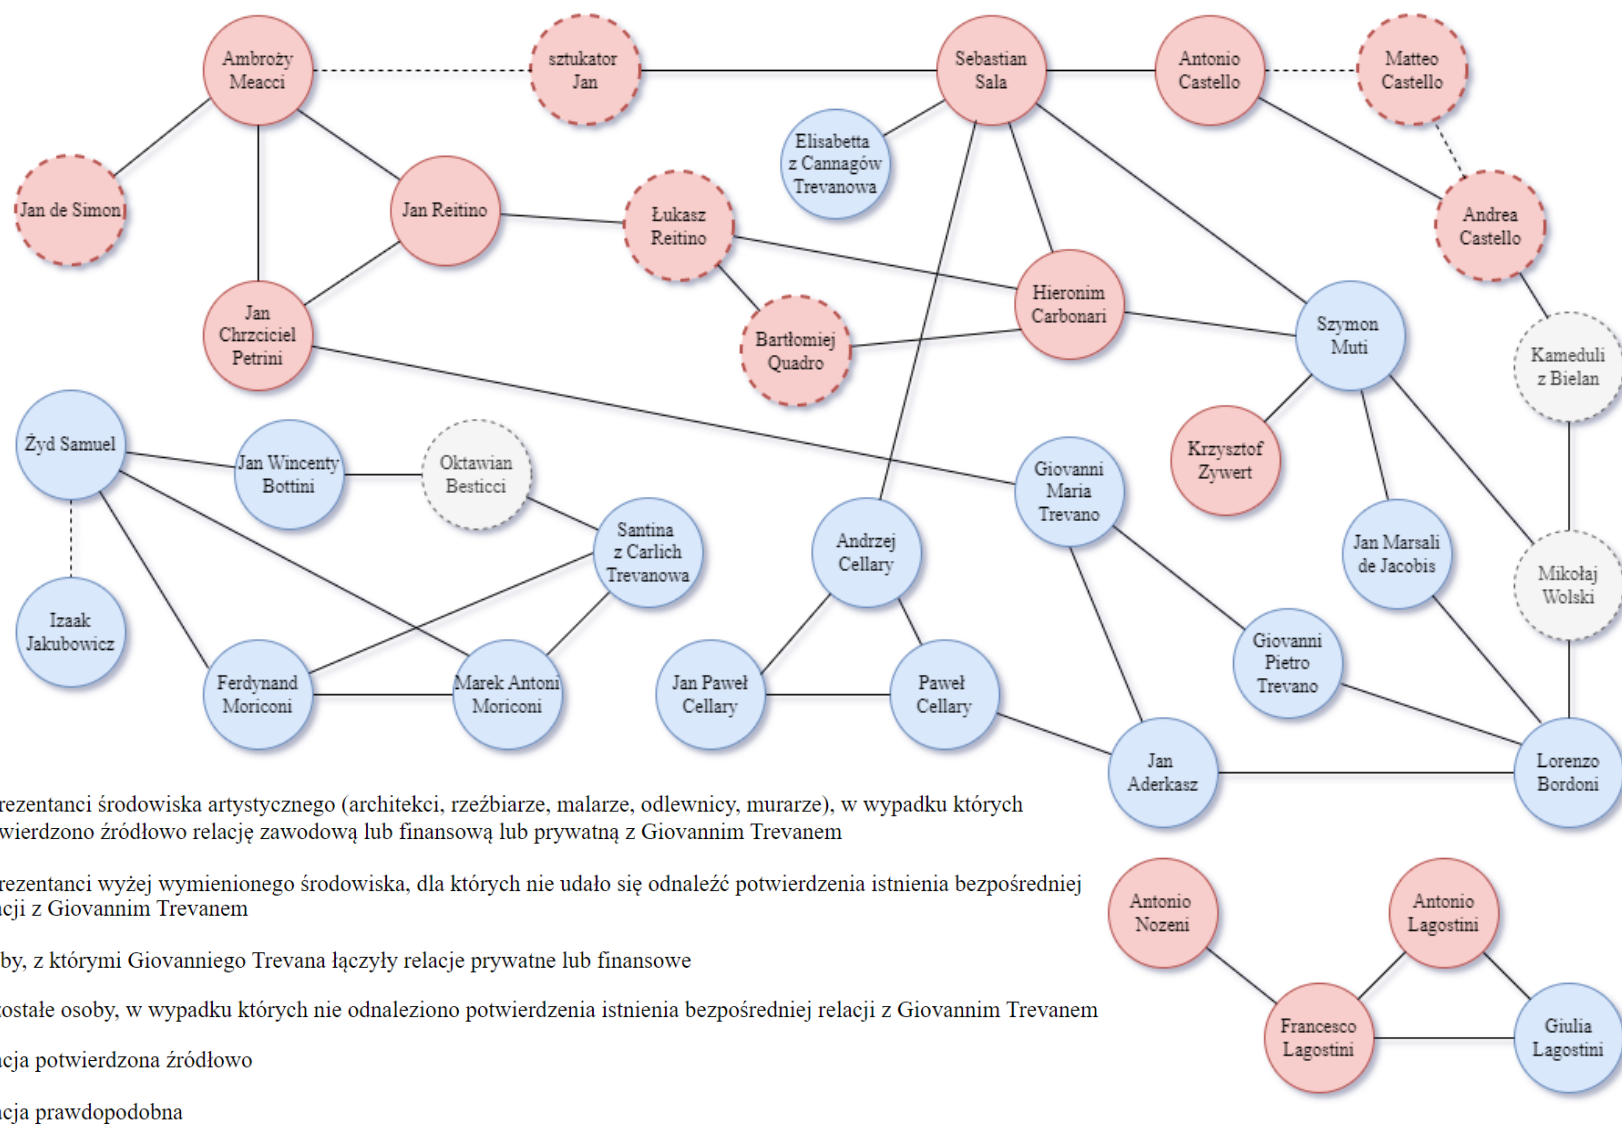 Ambroży
Meacci
sztukator
Jan
Sebastian
Sala
Antonio
Castello
Matteo
Castello
Elisabetta
z Cannagów
Trevanowa
Jan de Simon
Jan Reitino
Łukasz
Reitino
Andrea
Castello
Jan
Chrzciciel
Petrini
Bartłomiej
Quadro
Hieronim
Carbonari
Szymon
Muti
Kameduli
z Bielan
Żyd Samuel
Jan Wincenty
Bottini
Oktawian
Besticci
Giovanni
Maria
Trevano
Krzysztof
Zywert
Santina
z Carlich
Trevanowa
Andrzej
Cellary
Jan Marsali
de Jacobis
Mikołaj
Wolski
Izaak
Jakubowicz
Ferdynand
Moriconi
Marek Antoni
Moriconi
Jan Paweł
Cellary
Paweł
Cellary
Giovanni
Pietro
Trevano
Jan
Aderkasz
Lorenzo
Bordoni
rezentanci środowiska artystycznego (architekci, rzeźbiarze, malarze, odlewnicy, murarze), w wypadku których
wierdzono źródłowo relację zawodową lub finansową lub prywatną z Giovannim Trevanem
rezentanci wyżej wymienionego środowiska, dla których nie udało się odnaleźć potwierdzenia istnienia bezpośredniej
acji z Giovannim Trevanem
by, z którymi Giovanniego Trevana łączyły relacje prywatne lub finansowe
ostałe osoby, w wypadku których nie odnaleziono potwierdzenia istnienia bezpośredniej relacji z Giovannim Trevanem
acja potwierdzona źródłowo
acja prawdopodobna
Antonio
Nozeni
Antonio
Lagostini
Francesco
Lagostini
Giulia
Lagostini